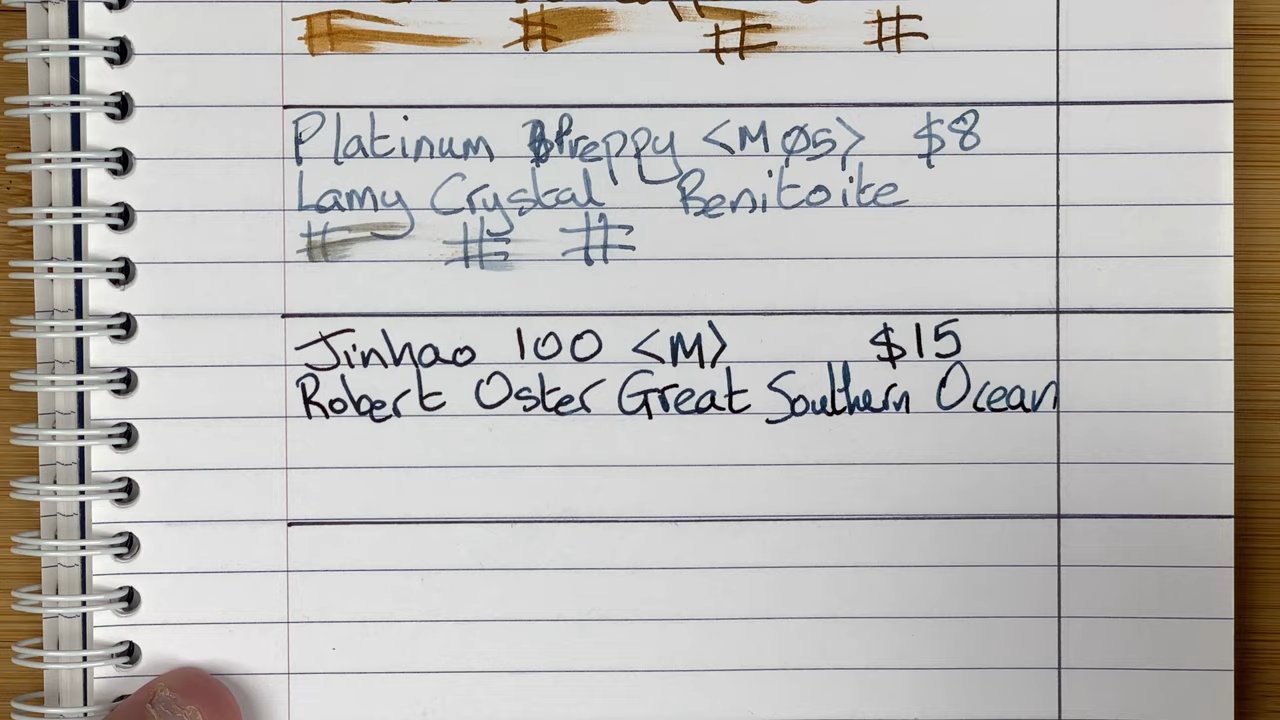 # # # #
Platinum Preppy <M 05> $8
Lamy Crystal Benitoite
# # #
Jinhao 100 <M> $15
Robert Oster Great Southern Ocean